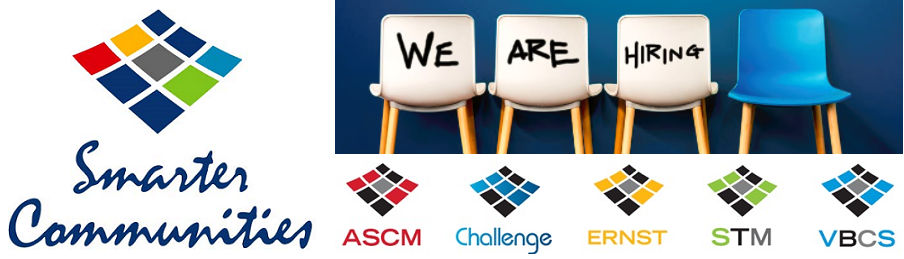 Smarter
Communities
WE ARE HIRING
ASCM
Challenge
ERNST
STM
VBCS